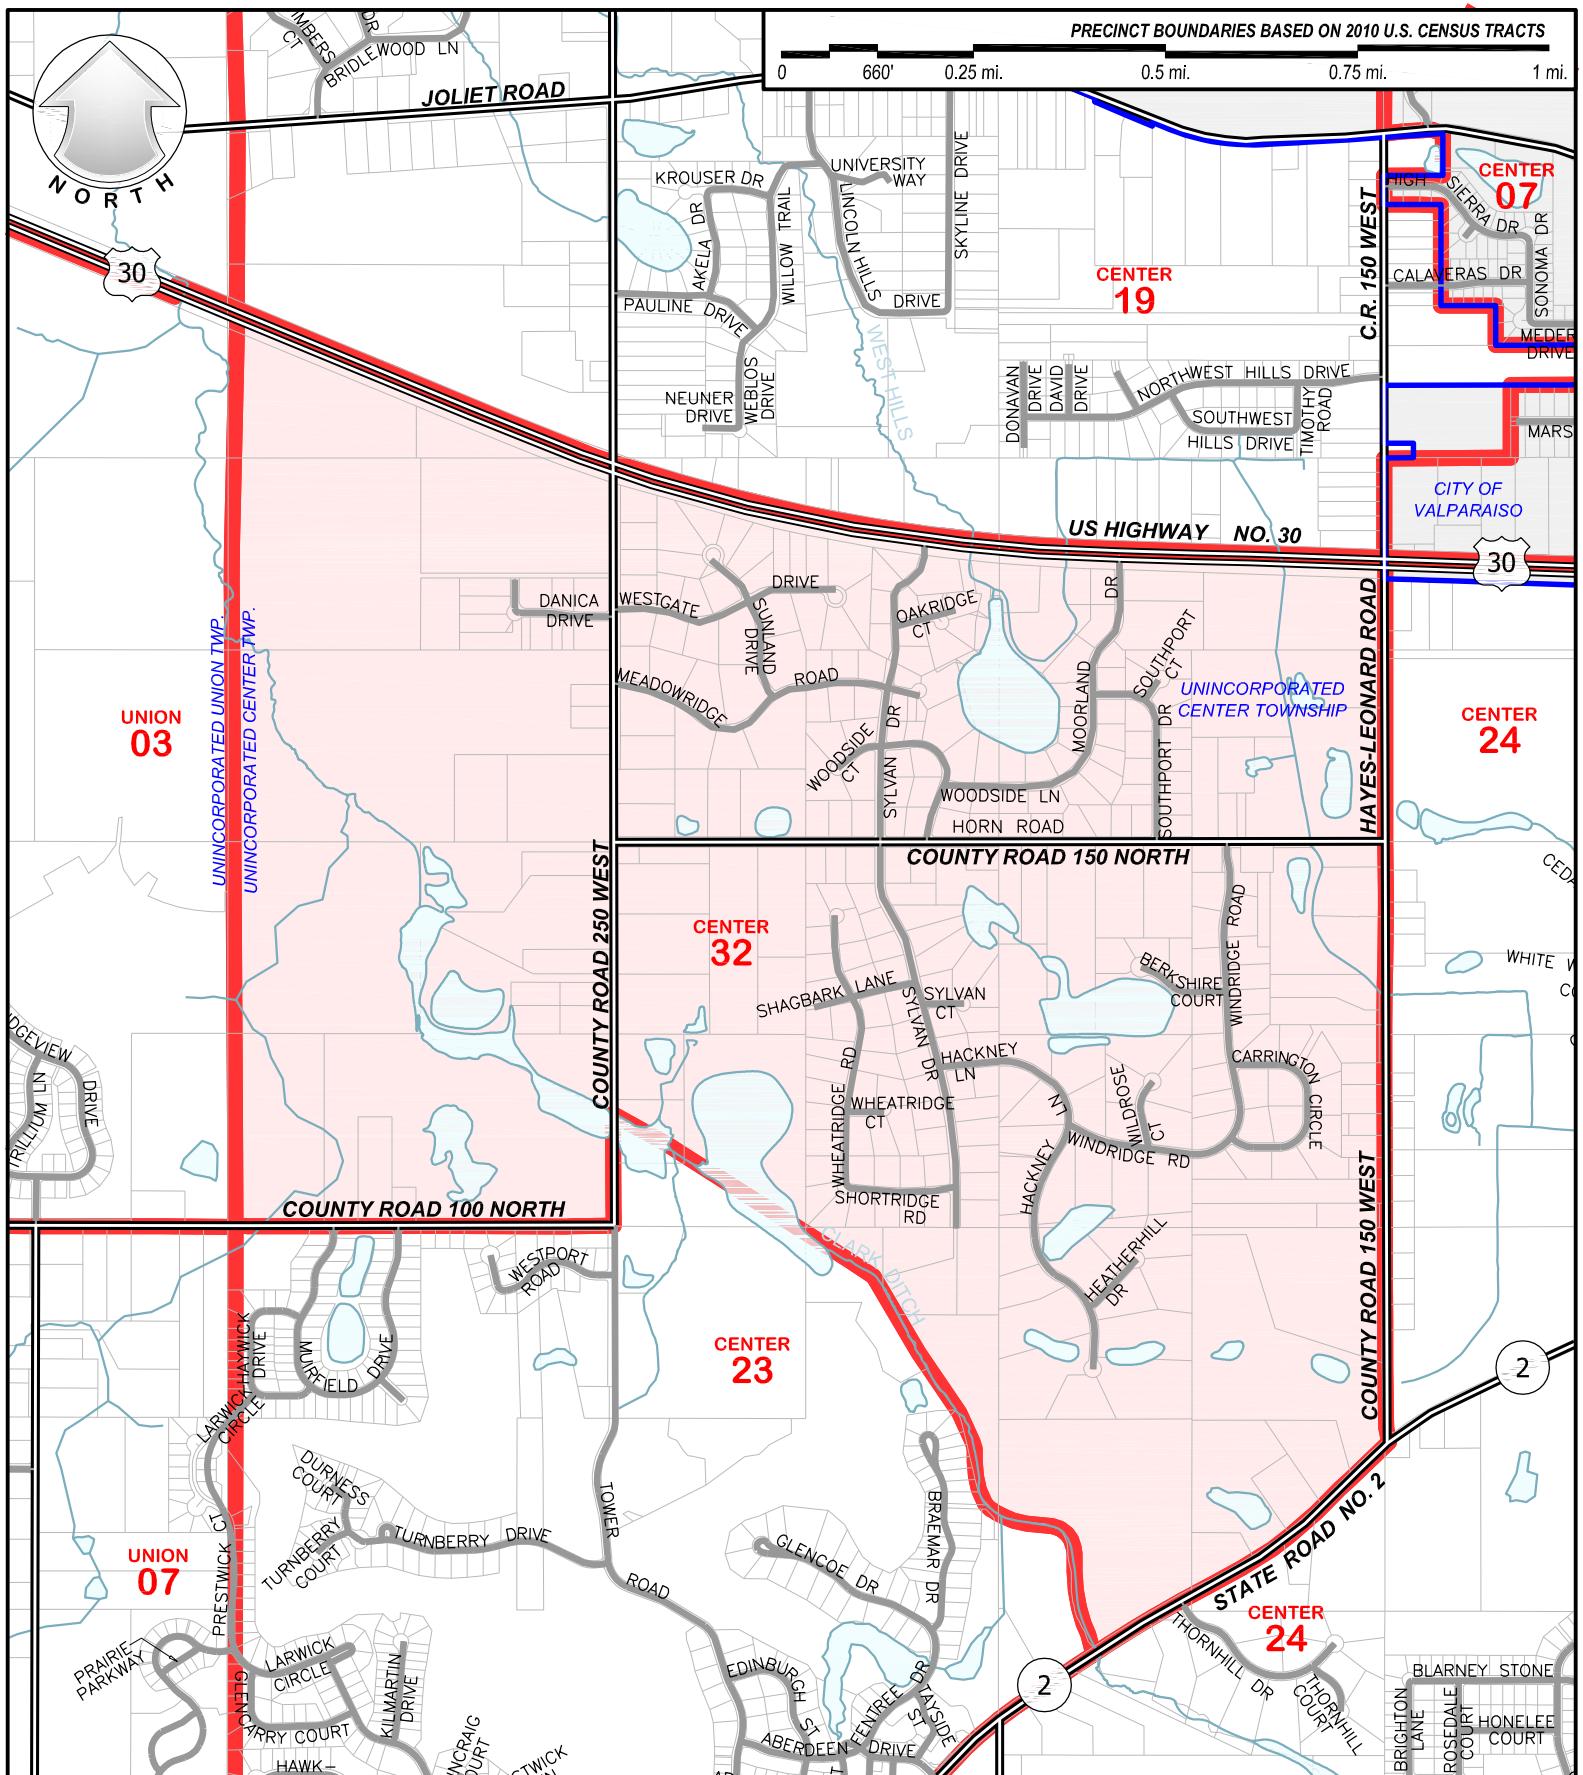 PRECINCT BOUNDARIES BASED ON 2010 U.S. CENSUS TRACTS
0 660' 0.25 mi. 0.5 mi. 0.75 mi. 1 mi.
NORTH
CT
DR
BRIDLEWOOD LN
JOLIET ROAD
30
KROUSER DR
AKELA DR
WILLOW TRAIL
PAULINE DRIVE
NEUNER
DRIVE
WEBLOS
DRIVE
UNIVERSITY
WAY
LINCOLN HILLS DRIVE
SKYLINE DRIVE
WEST HILLS
CENTER
19
C.R. 150 WEST
CENTER
07
HIGH
SIERRA DR
CALAVERAS DR
SONOMA DR
DRIVE
MARS
DONAVAN
DRIVE
DAVID
DRIVE
NORTHWEST HILLS DRIVE
SOUTHWEST
HILLS DRIVE
TIMOTHY
ROAD
CITY OF
VALPARAISO
US HIGHWAY NO. 30
30
DANICA
DRIVE
WESTGATE DRIVE
SUNLAND
DRIVE
MEADOWRIDGE ROAD
OAKRIDGE
CT
MOORLAND DR
SOUTHPORT
CT
SOUTHPORT DR
UNINCORPORATED
CENTER TOWNSHIP
HAYES-LEONARD ROAD
WOODSIDE
CT
SYLVAN DR
WOODSIDE LN
HORN ROAD
UNION
03
UNINCORPORATED UNION TWP.
UNINCORPORATED CENTER TWP.
CENTER
24
COUNTY ROAD 150 NORTH
COUNTY ROAD 250 WEST
CENTER
32
SHAGBARK LANE
SYLVAN
CT
SYLVAN DR
HACKNEY
LN
WHEATRIDGE RD
WHEATRIDGE
CT
SHORTRIDGE
RD
BERKSHIRE
COURT
WINDRIDGE ROAD
CARRINGTON CIRCLE
WILDROSE
CT
WINDRIDGE RD
HACKNEY LN
HEATHERHILL
DR
WHITE
COUNTY ROAD 150 WEST
DRIVE
TRILLIUM LN
COUNTY ROAD 100 NORTH
CLARK DITCH
WESTPORT
ROAD
HAYWICK
DRIVE
MUIRFIELD DRIVE
LARWICK
CIRCLE
CENTER
23
2
DURNESS
COURT
TURNBERRY
COURT
TURNBERRY DRIVE
TOWER ROAD
GLENCOE DR
BRAEMAR DR
STATE ROAD NO. 2
UNION
07
PRESTWICK CT
PRAIRIE
PARKWAY
LARWICK
CIRCLE
KILMARTIN
DRIVE
HAWK-
EDINBURGH ST
ABERDEEN DRIVE
TAYSIDE
ST
2
CENTER
24
THORNHILL DR
THORNHILL
COURT
BLARNEY STONE
BRIGHTON
LANE
ROSEDALE
COURT
HONELEE
COURT